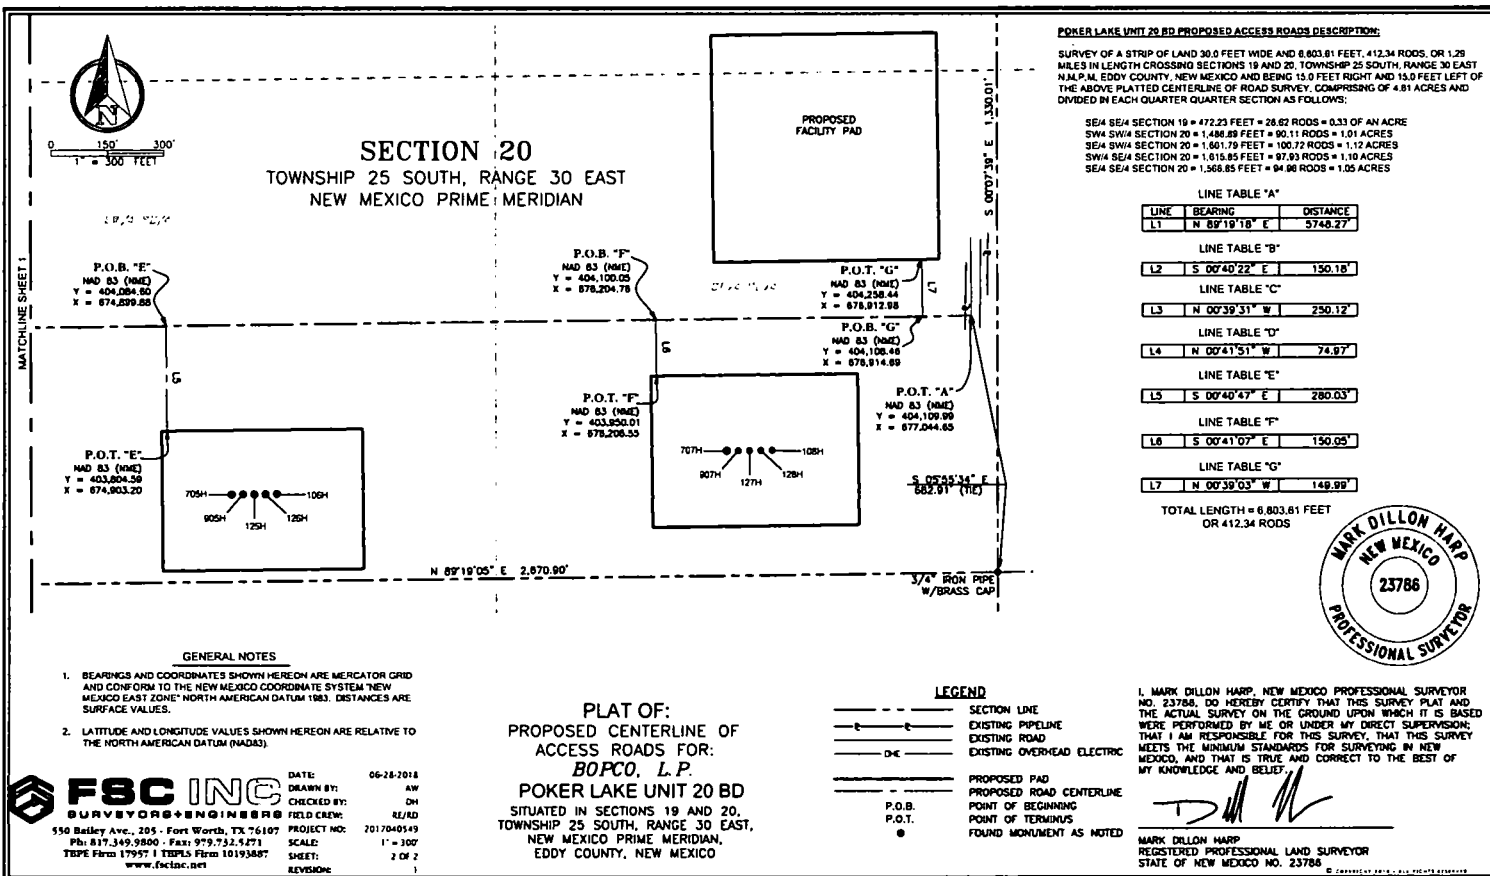 MATCHLINE SHEET 1
N
0 150' 300'
1" = 300 FEET
SECTION 20
TOWNSHIP 25 SOUTH, RANGE 30 EAST
NEW MEXICO PRIME MERIDIAN
PROPOSED
FACILITY PAD
S 00°07'39" E 1,330.01'
P.O.B. "E"
NAD 83 (NME)
Y = 404,084.60
X = 674,899.88
L5
P.O.T. "E"
NAD 83 (NME)
Y = 403,804.59
X = 674,903.20
705H
106H
905H
125H
126H
P.O.B. "F"
NAD 83 (NME)
Y = 404,100.05
X = 676,204.76
L6
P.O.T. "F"
NAD 83 (NME)
Y = 403,950.01
X = 676,206.55
707H
108H
907H
127H
128H
P.O.T. "G"
NAD 83 (NME)
Y = 404,258.44
X = 676,912.98
L7
P.O.B. "G"
NAD 83 (NME)
Y = 404,108.46
X = 676,914.69
P.O.T. "A"
NAD 83 (NME)
Y = 404,109.99
X = 677,044.65
S 05°55'34" E
682.91' (TIE)
N 89°19'05" E 2,670.90'
3/4" IRON PIPE
W/BRASS CAP
POKER LAKE UNIT 20 BD PROPOSED ACCESS ROADS DESCRIPTION:
SURVEY OF A STRIP OF LAND 30.0 FEET WIDE AND 6,803.61 FEET, 412.34 RODS, OR 1.29
MILES IN LENGTH CROSSING SECTIONS 19 AND 20, TOWNSHIP 25 SOUTH, RANGE 30 EAST
N.M.P.M. EDDY COUNTY, NEW MEXICO AND BEING 15.0 FEET RIGHT AND 15.0 FEET LEFT OF
THE ABOVE PLATTED CENTERLINE OF ROAD SURVEY, COMPRISING OF 4.61 ACRES AND
DIVIDED IN EACH QUARTER QUARTER SECTION AS FOLLOWS:
SE/4 SE/4 SECTION 19 = 472.23 FEET = 28.62 RODS = 0.33 OF AN ACRE
SW/4 SW/4 SECTION 20 = 1,486.89 FEET = 90.11 RODS = 1.01 ACRES
SE/4 SW/4 SECTION 20 = 1,661.79 FEET = 100.72 RODS = 1.12 ACRES
SW/4 SE/4 SECTION 20 = 1,615.85 FEET = 97.93 RODS = 1.10 ACRES
SE/4 SE/4 SECTION 20 = 1,566.85 FEET = 94.96 RODS = 1.05 ACRES
LINE TABLE "A"
LINE BEARING DISTANCE
L1 N 89°19'18" E 5748.27'
LINE TABLE "B"
L2 S 00°40'22" E 150.18'
LINE TABLE "C"
L3 N 00°39'31" W 250.12'
LINE TABLE "D"
L4 N 00°41'51" W 74.97'
LINE TABLE "E"
L5 S 00°40'47" E 280.03'
LINE TABLE "F"
L6 S 00°41'07" E 150.05'
LINE TABLE "G"
L7 N 00°39'03" W 149.99'
TOTAL LENGTH = 6,803.61 FEET
OR 412.34 RODS
MARK DILLON HARP
NEW MEXICO
23786
PROFESSIONAL SURVEYOR
GENERAL NOTES
1. BEARINGS AND COORDINATES SHOWN HEREON ARE MERCATOR GRID
AND CONFORM TO THE NEW MEXICO COORDINATE SYSTEM "NEW
MEXICO EAST ZONE" NORTH AMERICAN DATUM 1983. DISTANCES ARE
SURFACE VALUES.
2. LATITUDE AND LONGITUDE VALUES SHOWN HEREON ARE RELATIVE TO
THE NORTH AMERICAN DATUM (NAD83).
FSC INC
SURVEYORS+ENGINEERS
550 Bailey Ave., 205 - Fort Worth, TX 76107
Ph: 817.349.9800 - Fax: 979.732.5271
TBPE Firm 17957 | TBPLS Firm 10193887
www.fscinc.net
DATE: 06-28-2018
DRAWN BY: AW
CHECKED BY: DH
FIELD CREW: RE/RD
PROJECT NO: 2017040549
SCALE: 1" = 300'
SHEET: 2 OF 2
REVISION: 1
PLAT OF:
PROPOSED CENTERLINE OF
ACCESS ROADS FOR:
BOPCO, L.P.
POKER LAKE UNIT 20 BD
SITUATED IN SECTIONS 19 AND 20,
TOWNSHIP 25 SOUTH, RANGE 30 EAST,
NEW MEXICO PRIME MERIDIAN,
EDDY COUNTY, NEW MEXICO
LEGEND
SECTION LINE
EXISTING PIPELINE
EXISTING ROAD
OHE EXISTING OVERHEAD ELECTRIC
PROPOSED PAD
PROPOSED ROAD CENTERLINE
P.O.B. POINT OF BEGINNING
P.O.T. POINT OF TERMINUS
FOUND MONUMENT AS NOTED
I, MARK DILLON HARP, NEW MEXICO PROFESSIONAL SURVEYOR
NO. 23786, DO HEREBY CERTIFY THAT THIS SURVEY PLAT AND
THE ACTUAL SURVEY ON THE GROUND UPON WHICH IT IS BASED
WERE PERFORMED BY ME OR UNDER MY DIRECT SUPERVISION;
THAT I AM RESPONSIBLE FOR THIS SURVEY, THAT THIS SURVEY
MEETS THE MINIMUM STANDARDS FOR SURVEYING IN NEW
MEXICO, AND THAT IS TRUE AND CORRECT TO THE BEST OF
MY KNOWLEDGE AND BELIEF.
MARK DILLON HARP
REGISTERED PROFESSIONAL LAND SURVEYOR
STATE OF NEW MEXICO NO. 23786